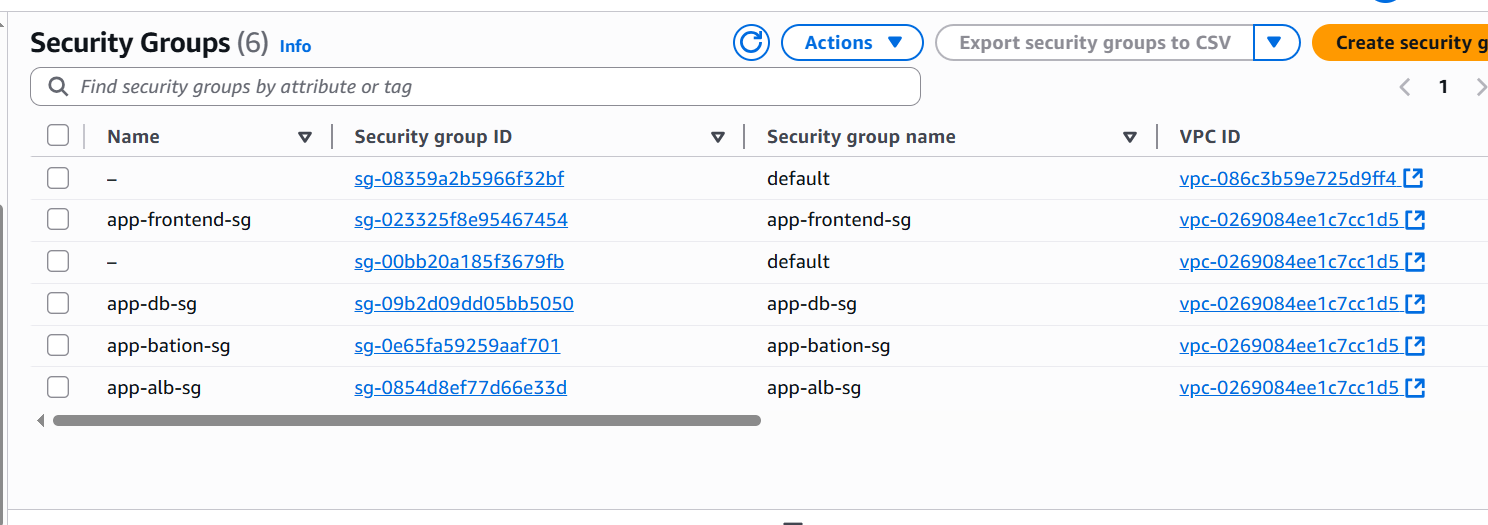 Security Groups (6) Info
Actions
Export security groups to CSV
Create security g
Find security groups by attribute or tag
1
Name Security group ID Security group name VPC ID
– sg-08359a2b5966f32bf default vpc-086c3b59e725d9ff4
app-frontend-sg sg-023325f8e95467454 app-frontend-sg vpc-0269084ee1c7cc1d5
– sg-00bb20a185f3679fb default vpc-0269084ee1c7cc1d5
app-db-sg sg-09b2d09dd05bb5050 app-db-sg vpc-0269084ee1c7cc1d5
app-bation-sg sg-0e65fa59259aaf701 app-bation-sg vpc-0269084ee1c7cc1d5
app-alb-sg sg-0854d8ef77d66e33d app-alb-sg vpc-0269084ee1c7cc1d5